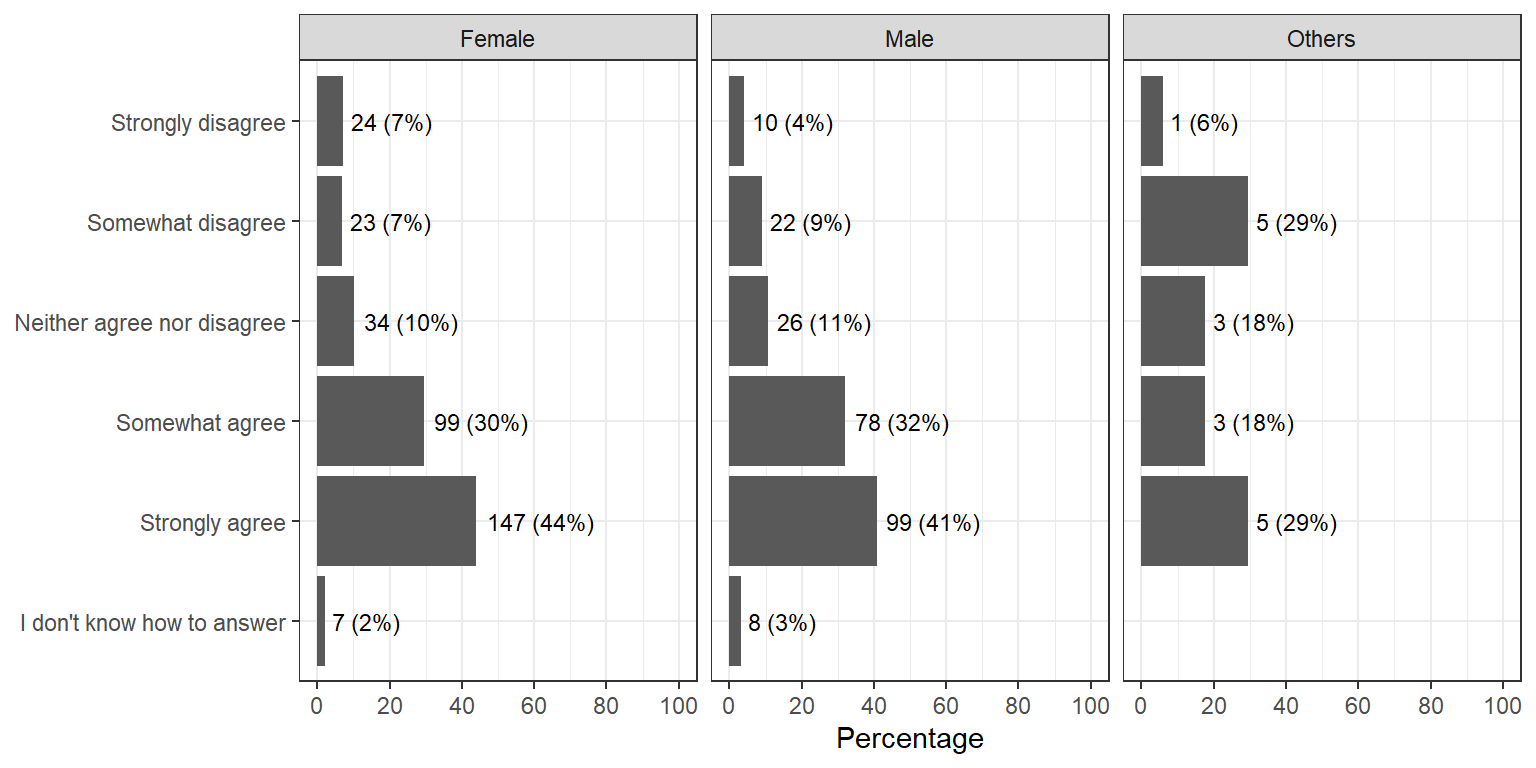 Female Male Others
Strongly disagree 24 (7%) 10 (4%) 1 (6%)
Somewhat disagree 23 (7%) 22 (9%) 5 (29%)
Neither agree nor disagree 34 (10%) 26 (11%) 3 (18%)
Somewhat agree 99 (30%) 78 (32%) 3 (18%)
Strongly agree 147 (44%) 99 (41%) 5 (29%)
I don't know how to answer 7 (2%) 8 (3%)
0 20 40 60 80 100 0 20 40 60 80 100 0 20 40 60 80 100
Percentage